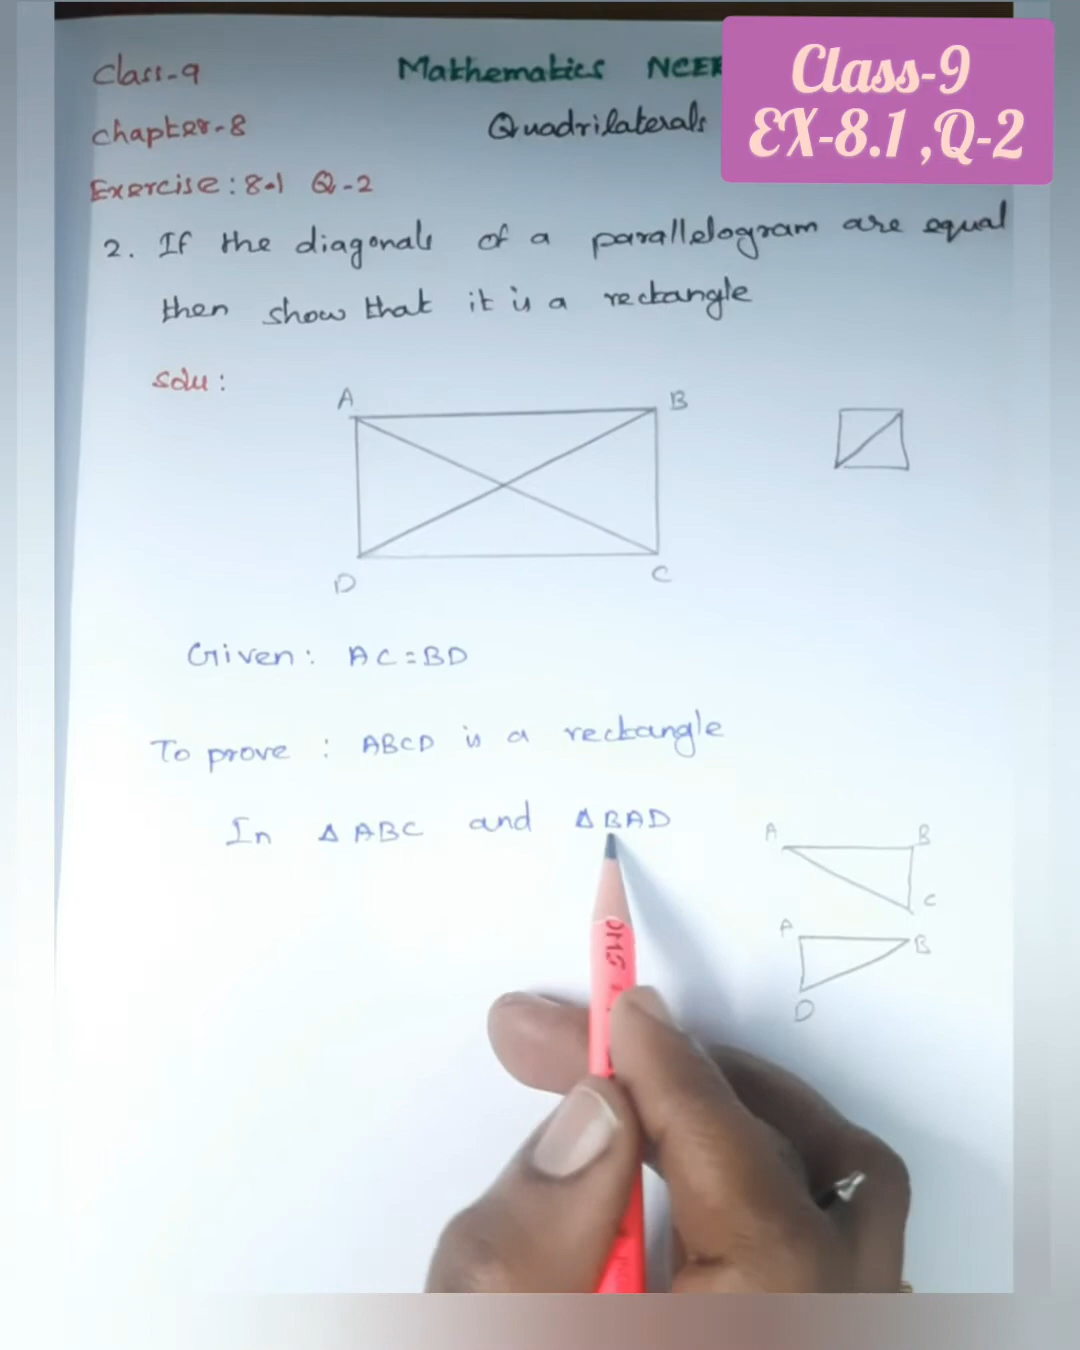 Class-9 Mathematics NCER
Class-9
EX-8.1 ,Q-2
chapter-8 Quadrilaterals
Exercise: 8.1 Q-2
2. If the diagonals of a parallelogram are equal
then show that it is a rectangle
Solu:
A B
D C
Given: AC=BD
To prove : ABCD is a rectangle
In Δ ABC and Δ BAD
A B
C
A B
D
DMS